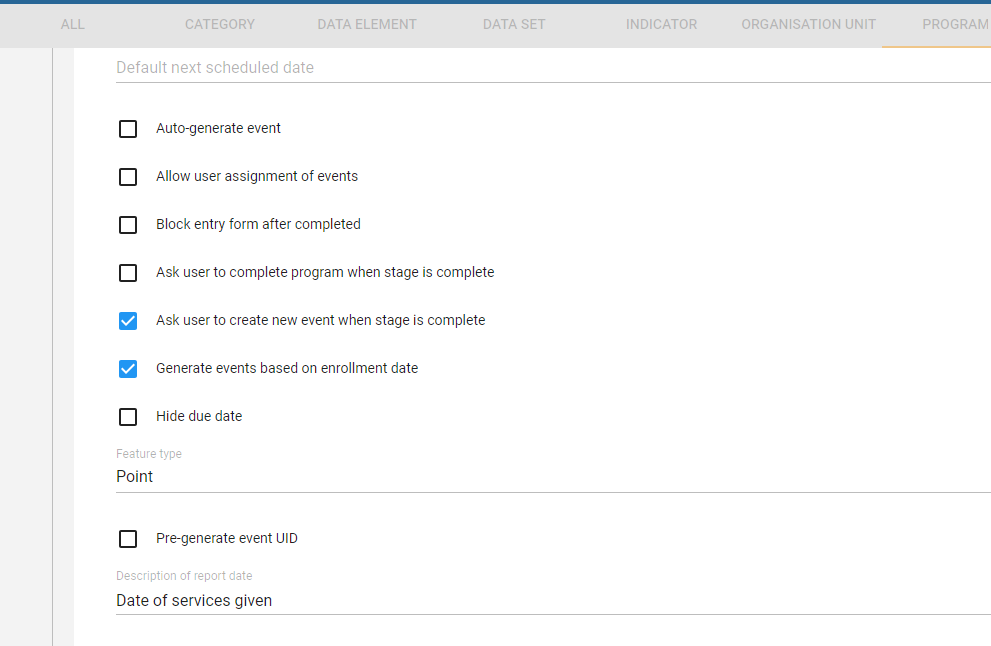 ALL CATEGORY DATA ELEMENT DATA SET INDICATOR ORGANISATION UNIT PROGRAM
Default next scheduled date
Auto-generate event
Allow user assignment of events
Block entry form after completed
Ask user to complete program when stage is complete
Ask user to create new event when stage is complete
Generate events based on enrollment date
Hide due date
Feature type
Point
Pre-generate event UID
Description of report date
Date of services given